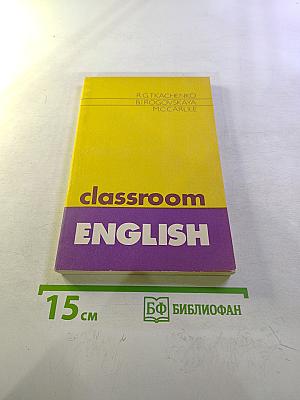 R.G.TKACHENKO
B.I.ROGOVSKAYA
M.C.CARLILE
classroom
ENGLISH
15 см
БФ БИБЛИОФАН